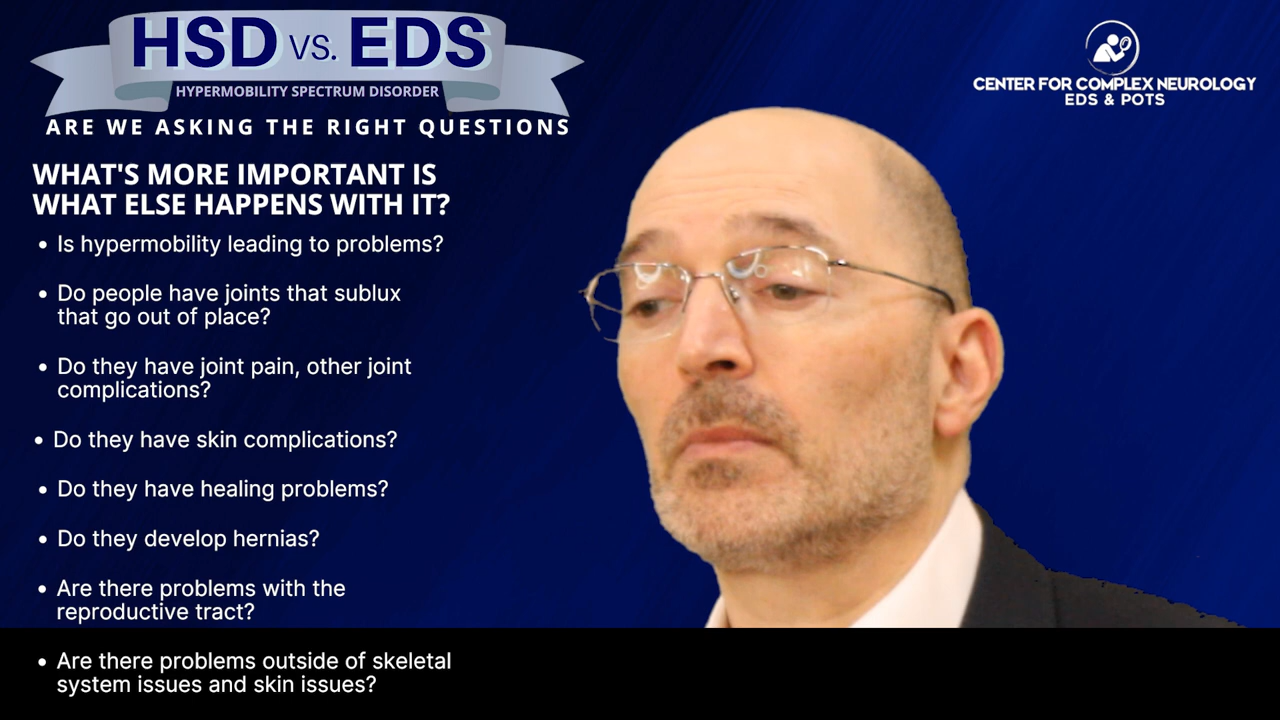 HSD VS. EDS
HYPERMOBILITY SPECTRUM DISORDER
ARE WE ASKING THE RIGHT QUESTIONS
CENTER FOR COMPLEX NEUROLOGY
EDS & POTS
WHAT'S MORE IMPORTANT IS
WHAT ELSE HAPPENS WITH IT?
• Is hypermobility leading to problems?
• Do people have joints that sublux
that go out of place?
• Do they have joint pain, other joint
complications?
• Do they have skin complications?
• Do they have healing problems?
• Do they develop hernias?
• Are there problems with the
reproductive tract?
• Are there problems outside of skeletal
system issues and skin issues?